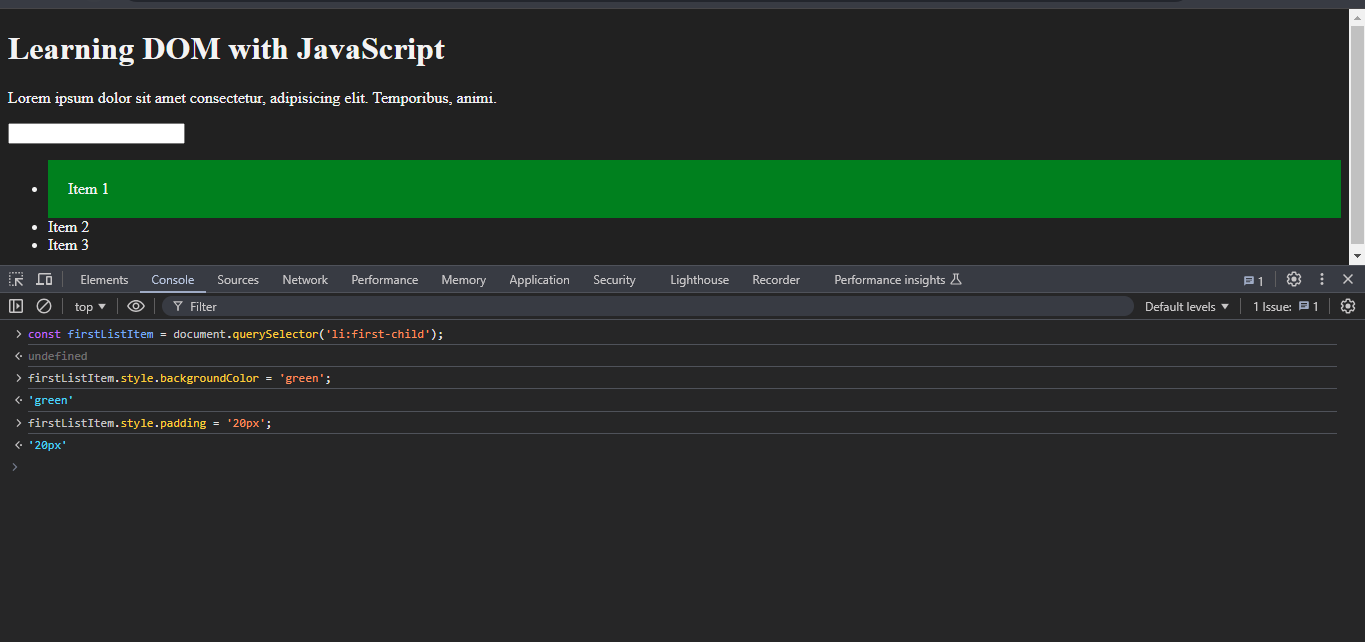 Learning DOM with JavaScript
Lorem ipsum dolor sit amet consectetur, adipisicing elit. Temporibus, animi.
Item 1
Item 2
Item 3
Elements Console Sources Network Performance Memory Application Security Lighthouse Recorder Performance insights 1
top Filter Default levels 1 Issue: 1
const firstListItem = document.querySelector('li:first-child');
undefined
firstListItem.style.backgroundColor = 'green';
'green'
firstListItem.style.padding = '20px';
'20px'